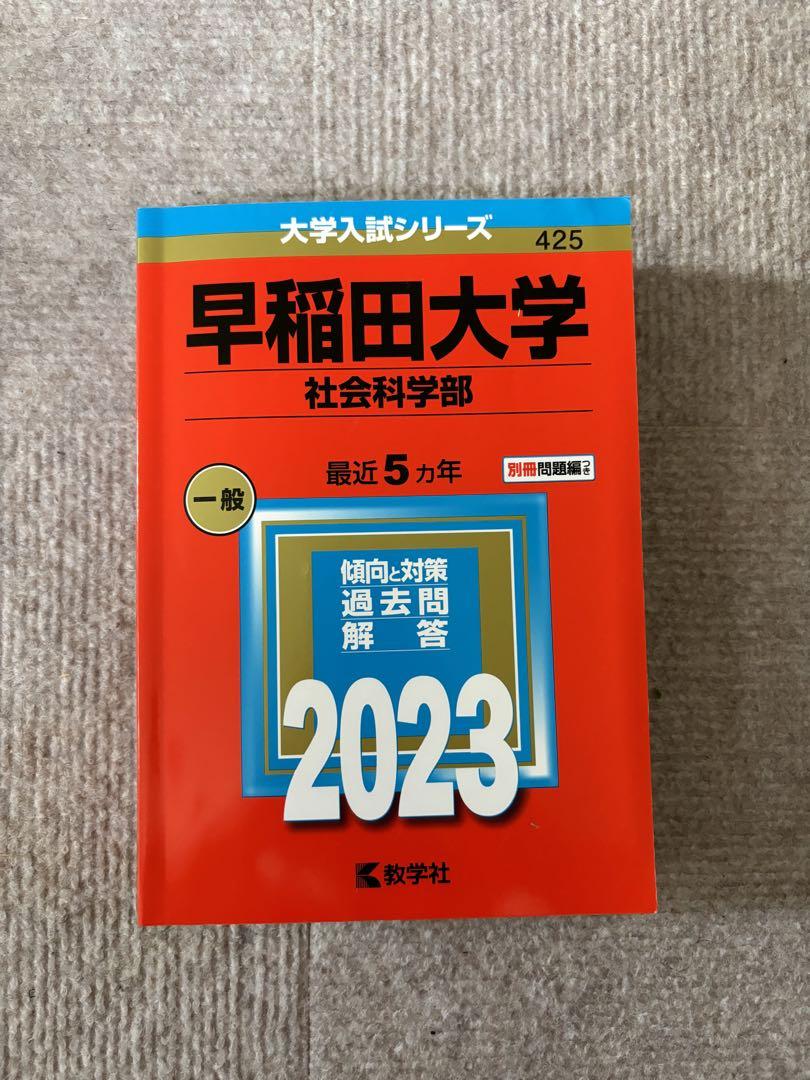 大学入試シリーズ
425
早稲田大学
社会科学部
最近5ヵ年
別冊問題編つき
一般
傾向と対策
過去問
解答
2023
教学社